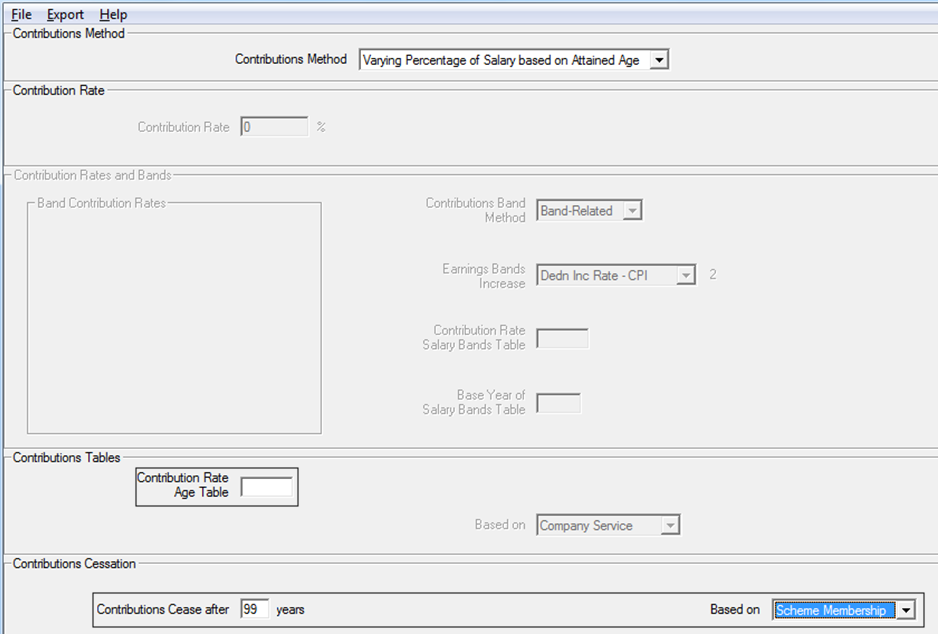 File Export Help
Contributions Method
Contributions Method Varying Percentage of Salary based on Attained Age
Contribution Rate
Contribution Rate 0 %
Contribution Rates and Bands
Band Contribution Rates
Contributions Band
Method
Band-Related
Earnings Bands
Increase
Dedn Inc Rate - CPI 2
Contribution Rate
Salary Bands Table
Base Year of
Salary Bands Table
Contributions Tables
Contribution Rate
Age Table
Based on Company Service
Contributions Cessation
Contributions Cease after 99 years Based on Scheme Membership